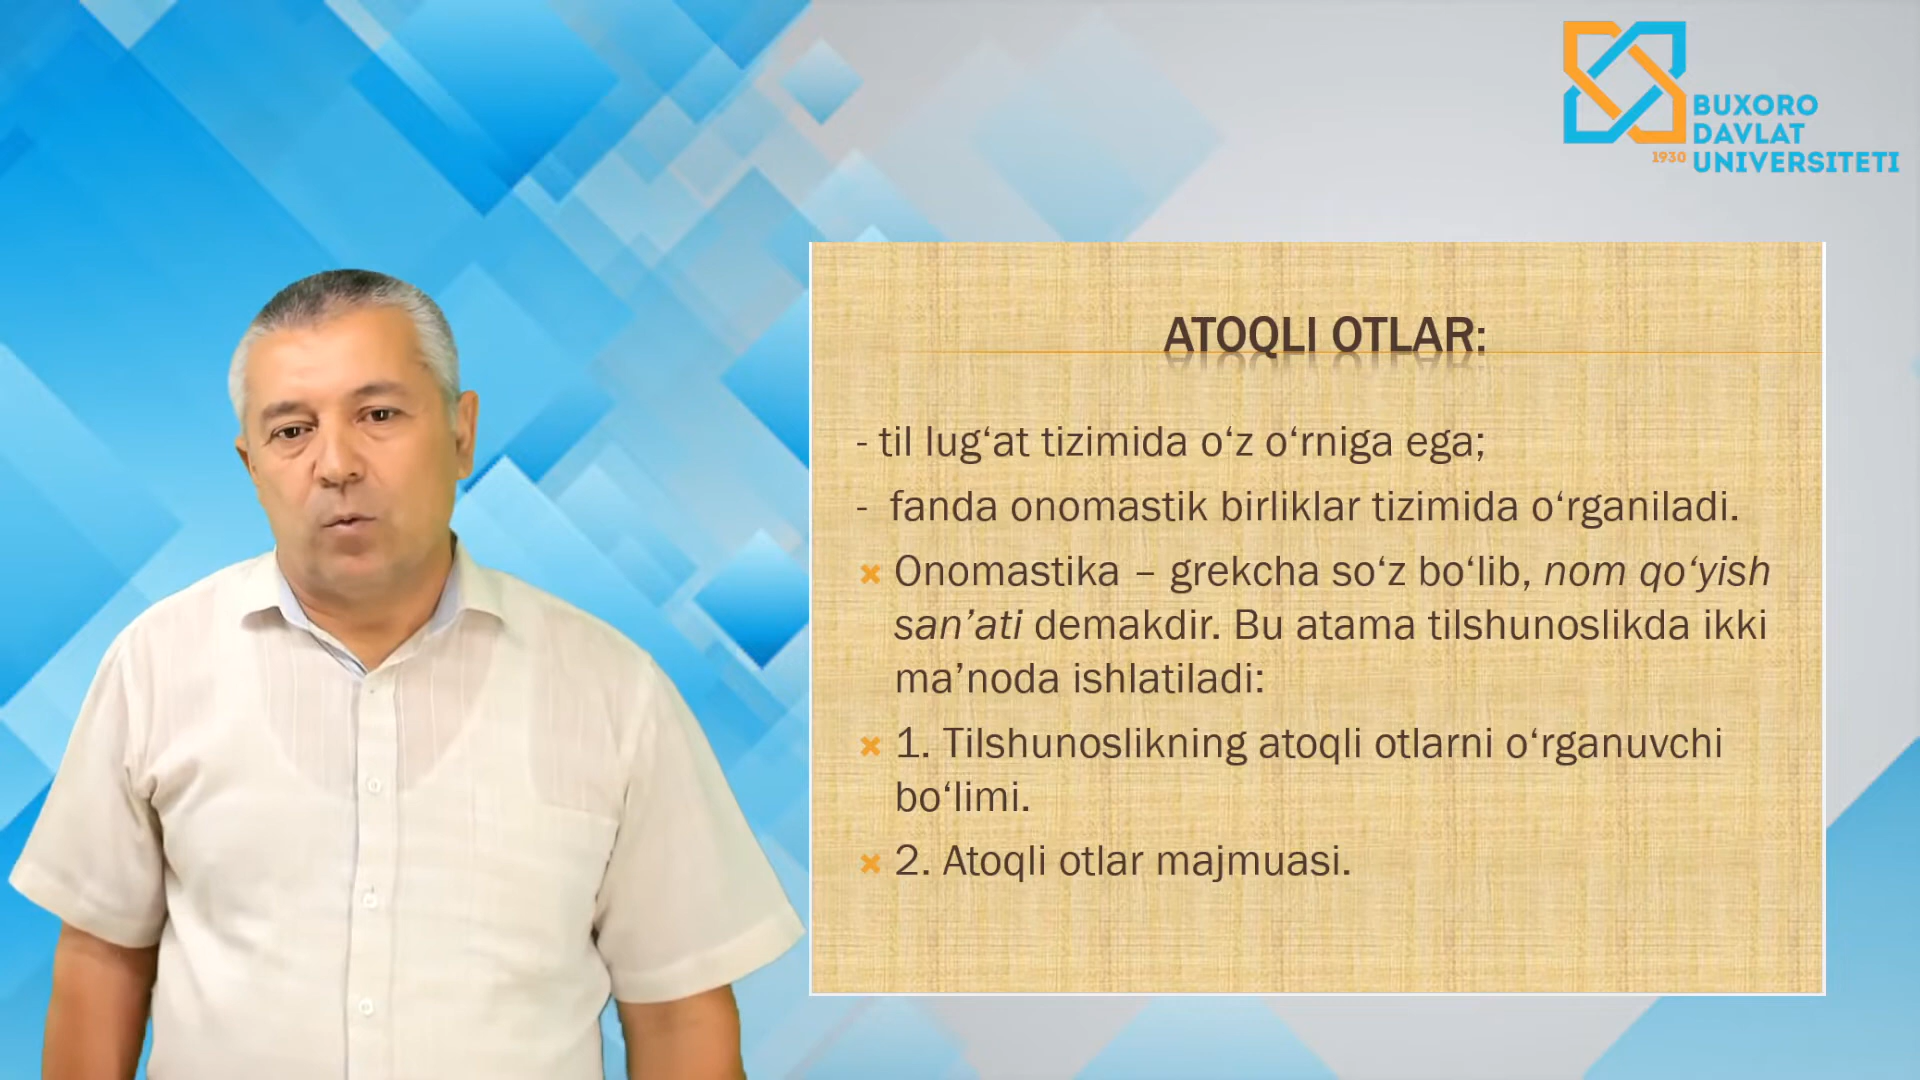 BUXORO
DAVLAT
1930 UNIVERSITETI
ATOQLI OTLAR:
- til lug‘at tizimida o‘z o‘rniga ega;
- fanda onomastik birliklar tizimida o‘rganiladi.
Onomastika – grekcha so‘z bo‘lib, nom qo‘yish
san’ati demakdir. Bu atama tilshunoslikda ikki
ma’noda ishlatiladi:
1. Tilshunoslikning atoqli otlarni o‘rganuvchi
bo‘limi.
2. Atoqli otlar majmuasi.